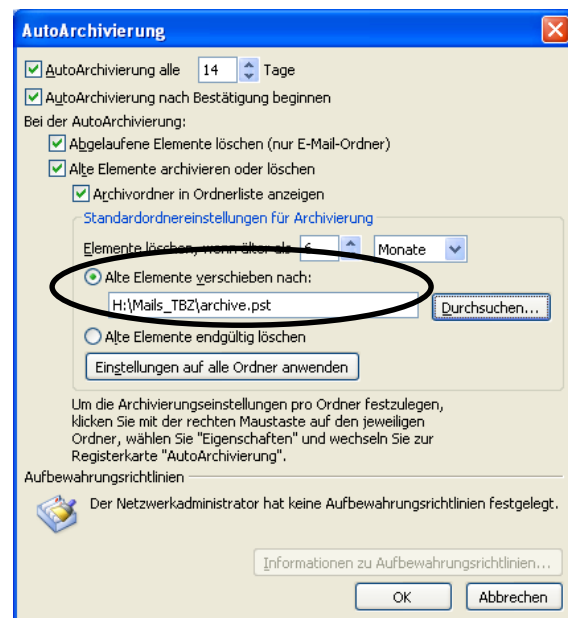 AutoArchivierung
AutoArchivierung alle 14 Tage
AutoArchivierung nach Bestätigung beginnen
Bei der AutoArchivierung:
Abgelaufene Elemente löschen (nur E-Mail-Ordner)
Alte Elemente archivieren oder löschen
Archivordner in Ordnerliste anzeigen
Standardordnereinstellungen für Archivierung
Elemente löschen, wenn älter als 6 Monate
Alte Elemente verschieben nach:
H:\Mails_TBZ\archive.pst Durchsuchen...
Alte Elemente endgültig löschen
Einstellungen auf alle Ordner anwenden
Um die Archivierungseinstellungen pro Ordner festzulegen,
klicken Sie mit der rechten Maustaste auf den jeweiligen
Ordner, wählen Sie "Eigenschaften" und wechseln Sie zur
Registerkarte "AutoArchivierung".
Aufbewahrungsrichtlinien
Der Netzwerkadministrator hat keine Aufbewahrungsrichtlinien festgelegt.
Informationen zu Aufbewahrungsrichtlinien...
OK Abbrechen